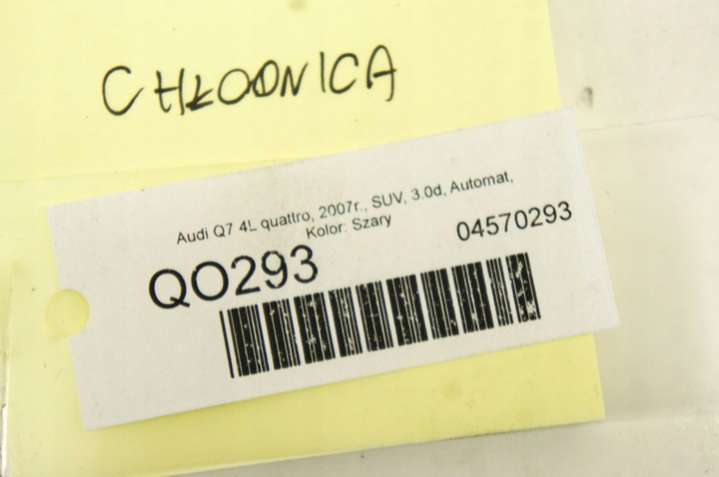 CHŁODNICA
Audi Q7 4L quattro, 2007r., SUV, 3.0d, Automat,
Kolor: Szary
QO293
04570293